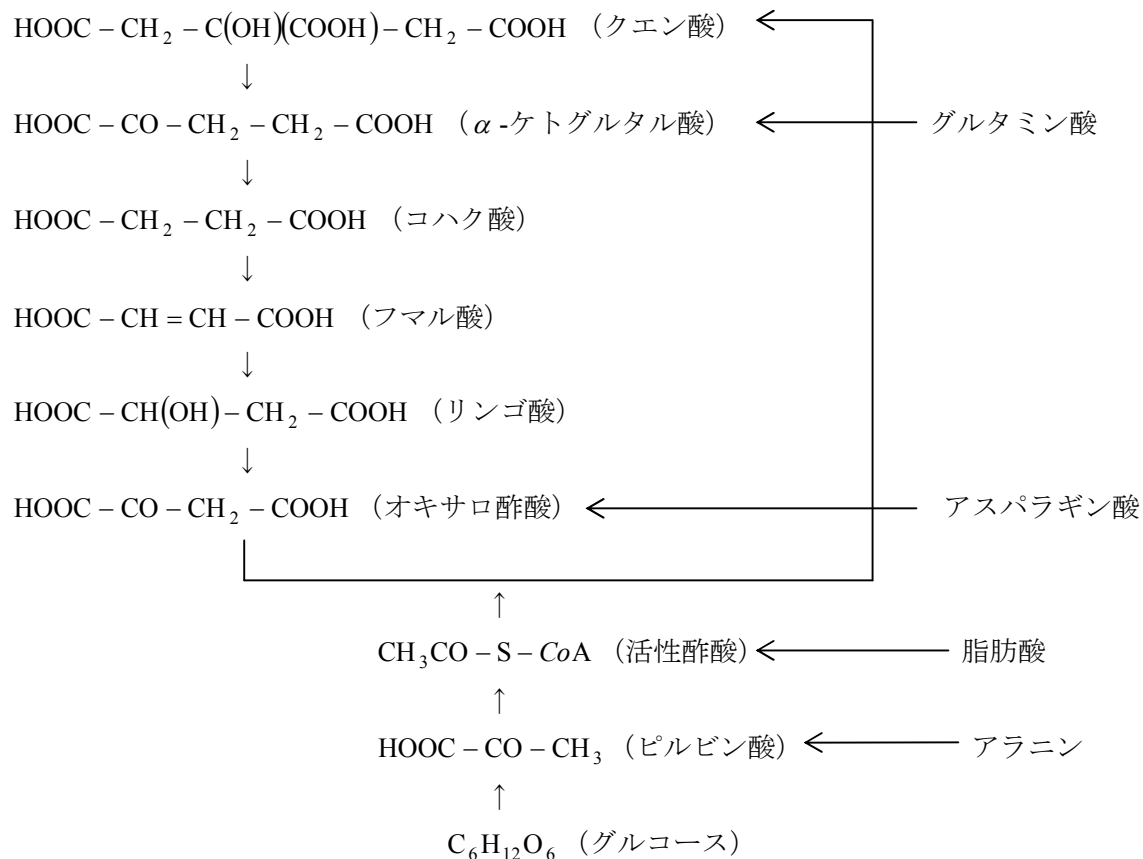 HOOC − CH₂ − C(OH)(COOH) − CH₂ − COOH （クエン酸）
↓
HOOC − CO − CH₂ − CH₂ − COOH （α-ケトグルタル酸） ← グルタミン酸
↓
HOOC − CH₂ − CH₂ − COOH （コハク酸）
↓
HOOC − CH = CH − COOH （フマル酸）
↓
HOOC − CH(OH) − CH₂ − COOH （リンゴ酸）
↓
HOOC − CO − CH₂ − COOH （オキサロ酢酸） ← アスパラギン酸
↑
CH₃CO − S − CoA （活性酢酸） ← 脂肪酸
↑
HOOC − CO − CH₃ （ピルビン酸） ← アラニン
↑
C₆H₁₂O₆ （グルコース）